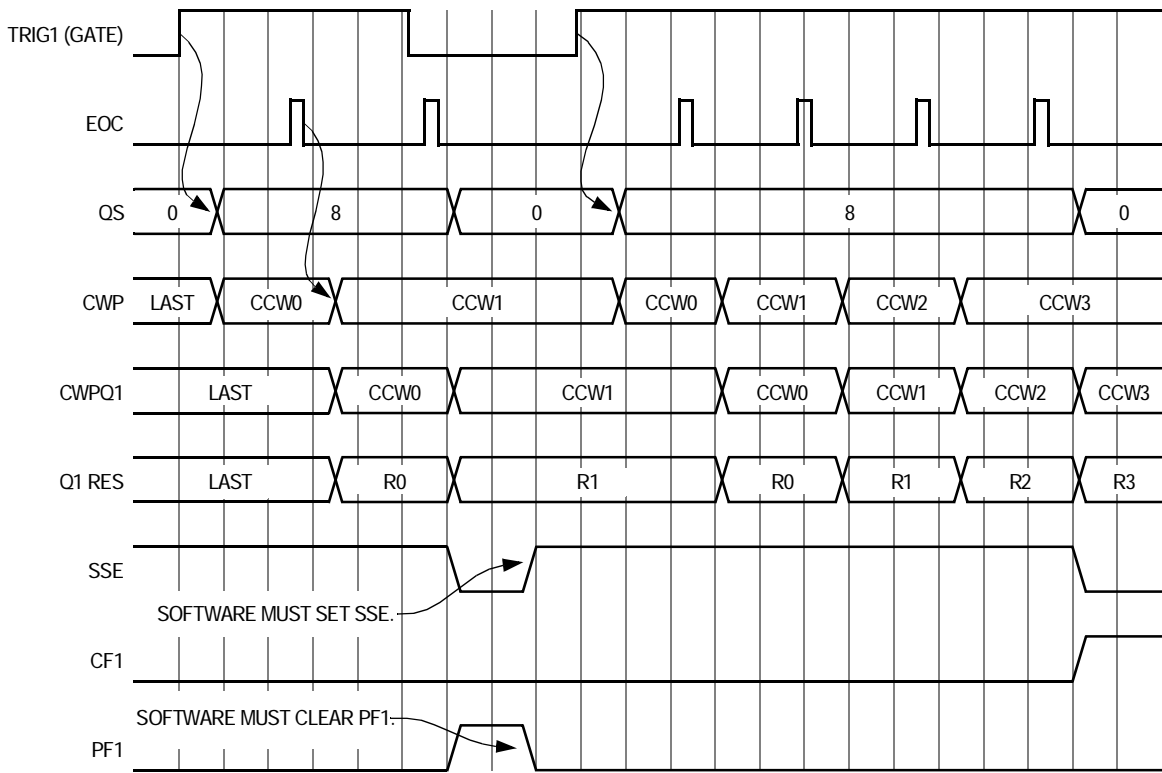 TRIG1 (GATE)
EOC
QS 0 8 0 8 0
CWP LAST CCW0 CCW1 CCW0 CCW1 CCW2 CCW3
CWPQ1 LAST CCW0 CCW1 CCW0 CCW1 CCW2 CCW3
Q1 RES LAST R0 R1 R0 R1 R2 R3
SSE
SOFTWARE MUST SET SSE.
CF1
SOFTWARE MUST CLEAR PF1.
PF1